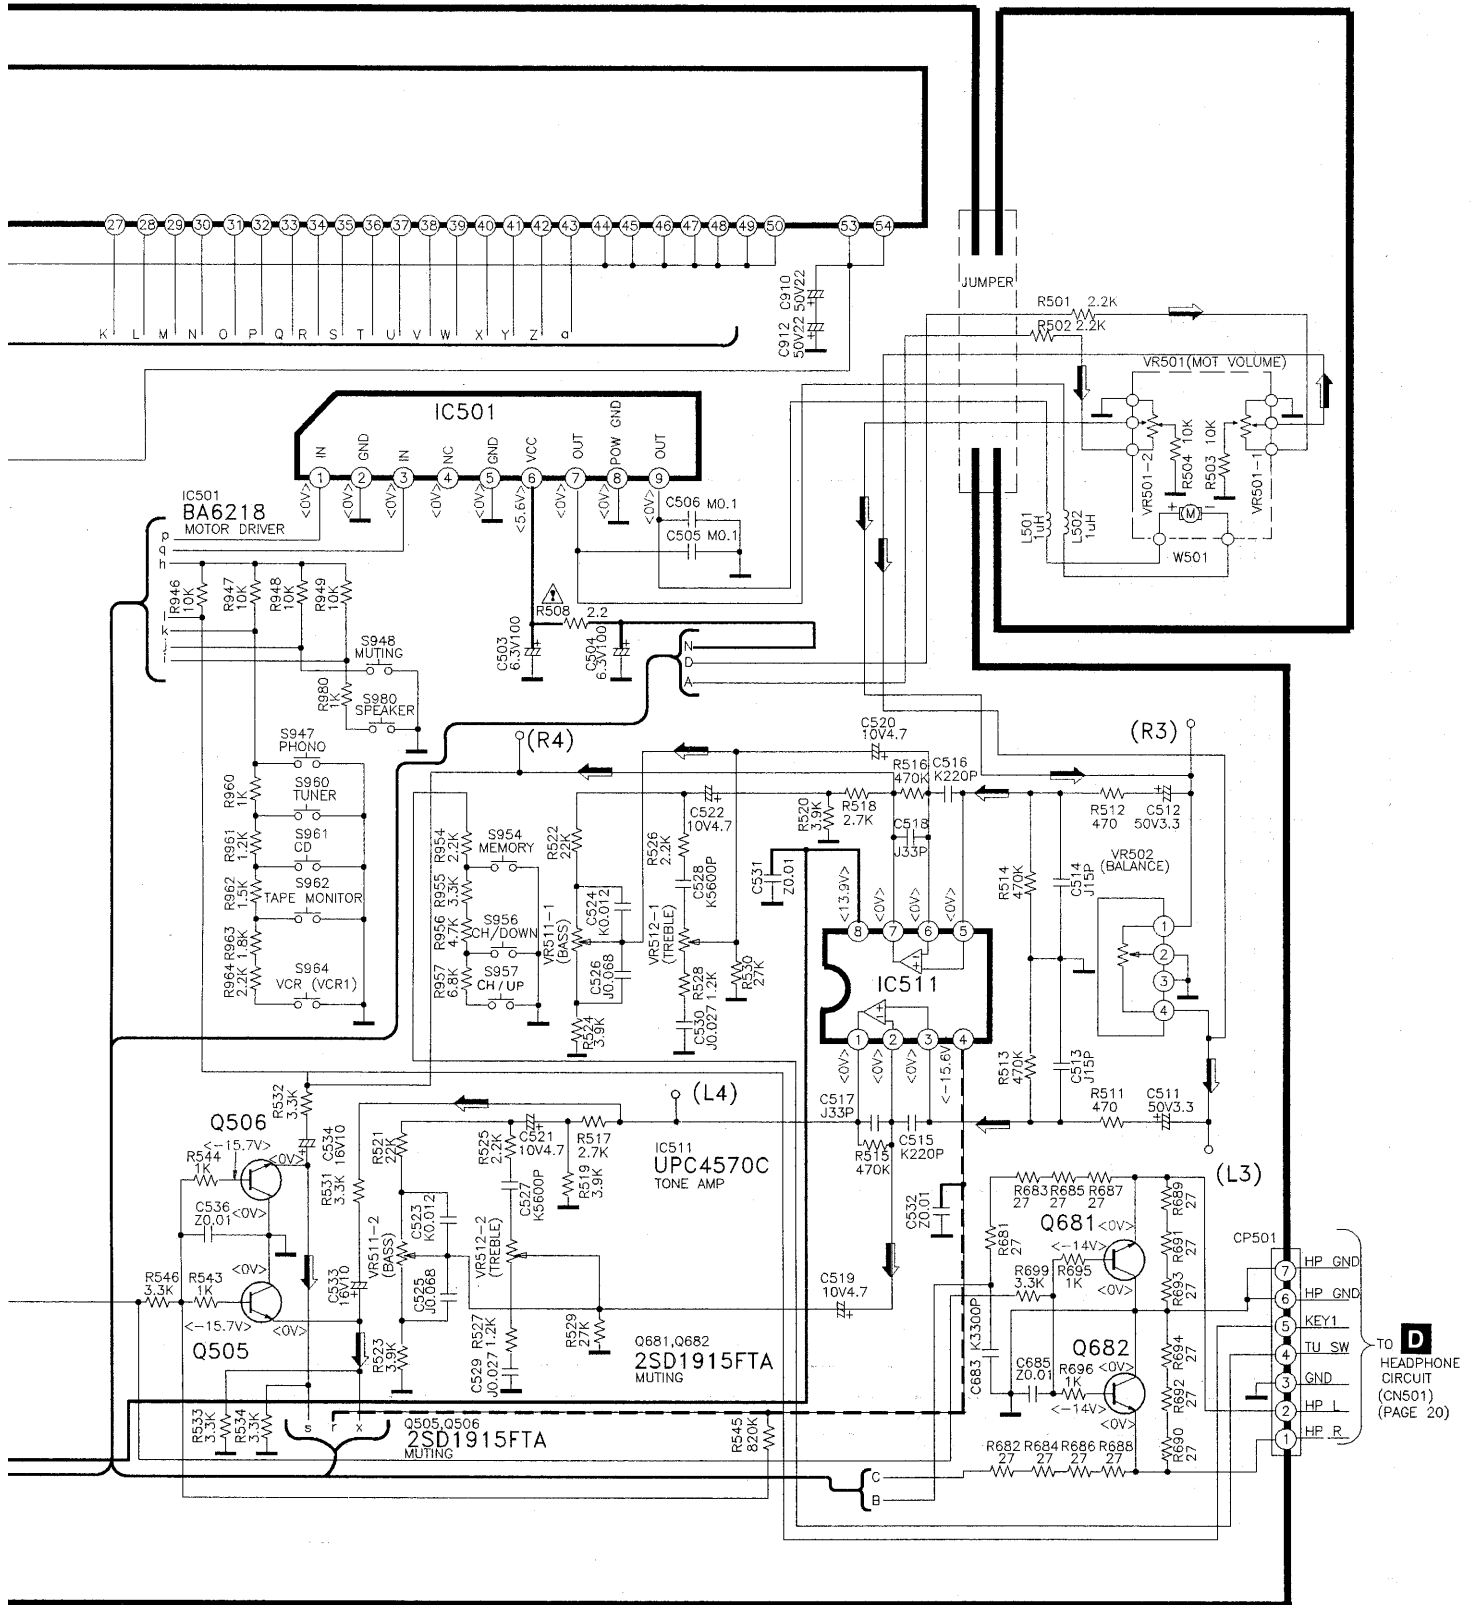 27 28 29 30 31 32 33 34 35 36 37 38 39 40 41 42 43 44 45 46 47 48 49 50 53 54
K L M N O P Q R S T U V W X Y Z a
C910
50V22
C912
50V22
JUMPER
R501 2.2K
R502 2.2K
VR501(MOT VOLUME)
R504 10K
R503 10K
VR501-2
VR501-1
+ M -
W501
L501
1uH
L502
1uH
IC501
IN GND IN NC GND VCC OUT POW GND OUT
1 2 3 4 5 6 7 8 9
<0V> <0V> <0V> <0V> <0V> <5.6V> <0V> <0V> <0V>
IC501
BA6218
MOTOR DRIVER
C506 M0.1
C505 M0.1
p
q
h
l
k
j
i
R946
10K
R947
10K
R948
10K
R949
10K
R508 2.2
C503
6.3V100
C504
6.3V100
N
D
A
S948
MUTING
R980
1K
S980
SPEAKER
S947
PHONO
R960
1K
S960
TUNER
R961
1.2K
S961
CD
R962
1.5K
S962
TAPE MONITOR
R963
1.8K
R964
2.2K
S964
VCR (VCR1)
(R4)
C520
10V4.7
(R3)
R516
470K
C516
K220P
R954
2.2K
S954
MEMORY
R955
3.3K
R956
4.7K
S956
CH/DOWN
R957
6.8K
S957
CH/UP
R522
22K
C524
K0.012
VR511-1
(BASS)
C526
J0.068
R524
3.9K
R526
2.2K
C528
K5600P
VR512-1
(TREBLE)
R528
1.2K
C530
J0.027
C522
10V4.7
R530
27K
C531
Z0.01
R520
3.9K
R518
2.7K
C518
J33P
<13.9V> <0V> <0V> <0V>
8 7 6 5
IC511
1 2 3 4
<0V> <0V> <0V> <-15.6V>
R512
470
C512
50V3.3
R514
470K
C514
J15P
VR502
(BALANCE)
1
2
3
4
R513
470K
C513
J15P
R511
470
C511
50V3.3
(L3)
C517
J33P
R515
470K
C515
K220P
(L4)
IC511
UPC4570C
TONE AMP
R532
3.3K
C534
16V10
R531
3.3K
C533
16V10
Q506
<-15.7V>
<0V>
R544
1K
C536
Z0.01
<0V>
<0V>
R546
3.3K
R543
1K
<-15.7V>
<0V>
Q505
R533
3.3K
R534
3.3K
s r x
Q505,Q506
2SD1915FTA
MUTING
R521
22K
C523
K0.012
VR511-2
(BASS)
C525
J0.068
R523
3.9K
R525
2.2K
C521
10V4.7
C527
K5600P
VR512-2
(TREBLE)
R527
1.2K
C529
J0.027
R519
3.9K
R517
2.7K
R529
27K
C519
10V4.7
C532
Z0.01
Q681,Q682
2SD1915FTA
MUTING
R545
820K
C
B
R683 R685 R687
27 27 27
R681
27
Q681
<0V>
<-14V>
R699
3.3K
R695
1K
<0V>
C683 K3300P
Q682
C685
Z0.01
R696
1K
<0V>
<-14V>
<0V>
R682 R684 R686 R688
27 27 27 27
R689
27
R691
27
R693
27
R694
27
R692
27
R690
27
CP501
7 HP GND
6 HP GND
5 KEY1
4 TU SW
3 GND
2 HP L
1 HP R
TO D
HEADPHONE
CIRCUIT
(CN501)
(PAGE 20)